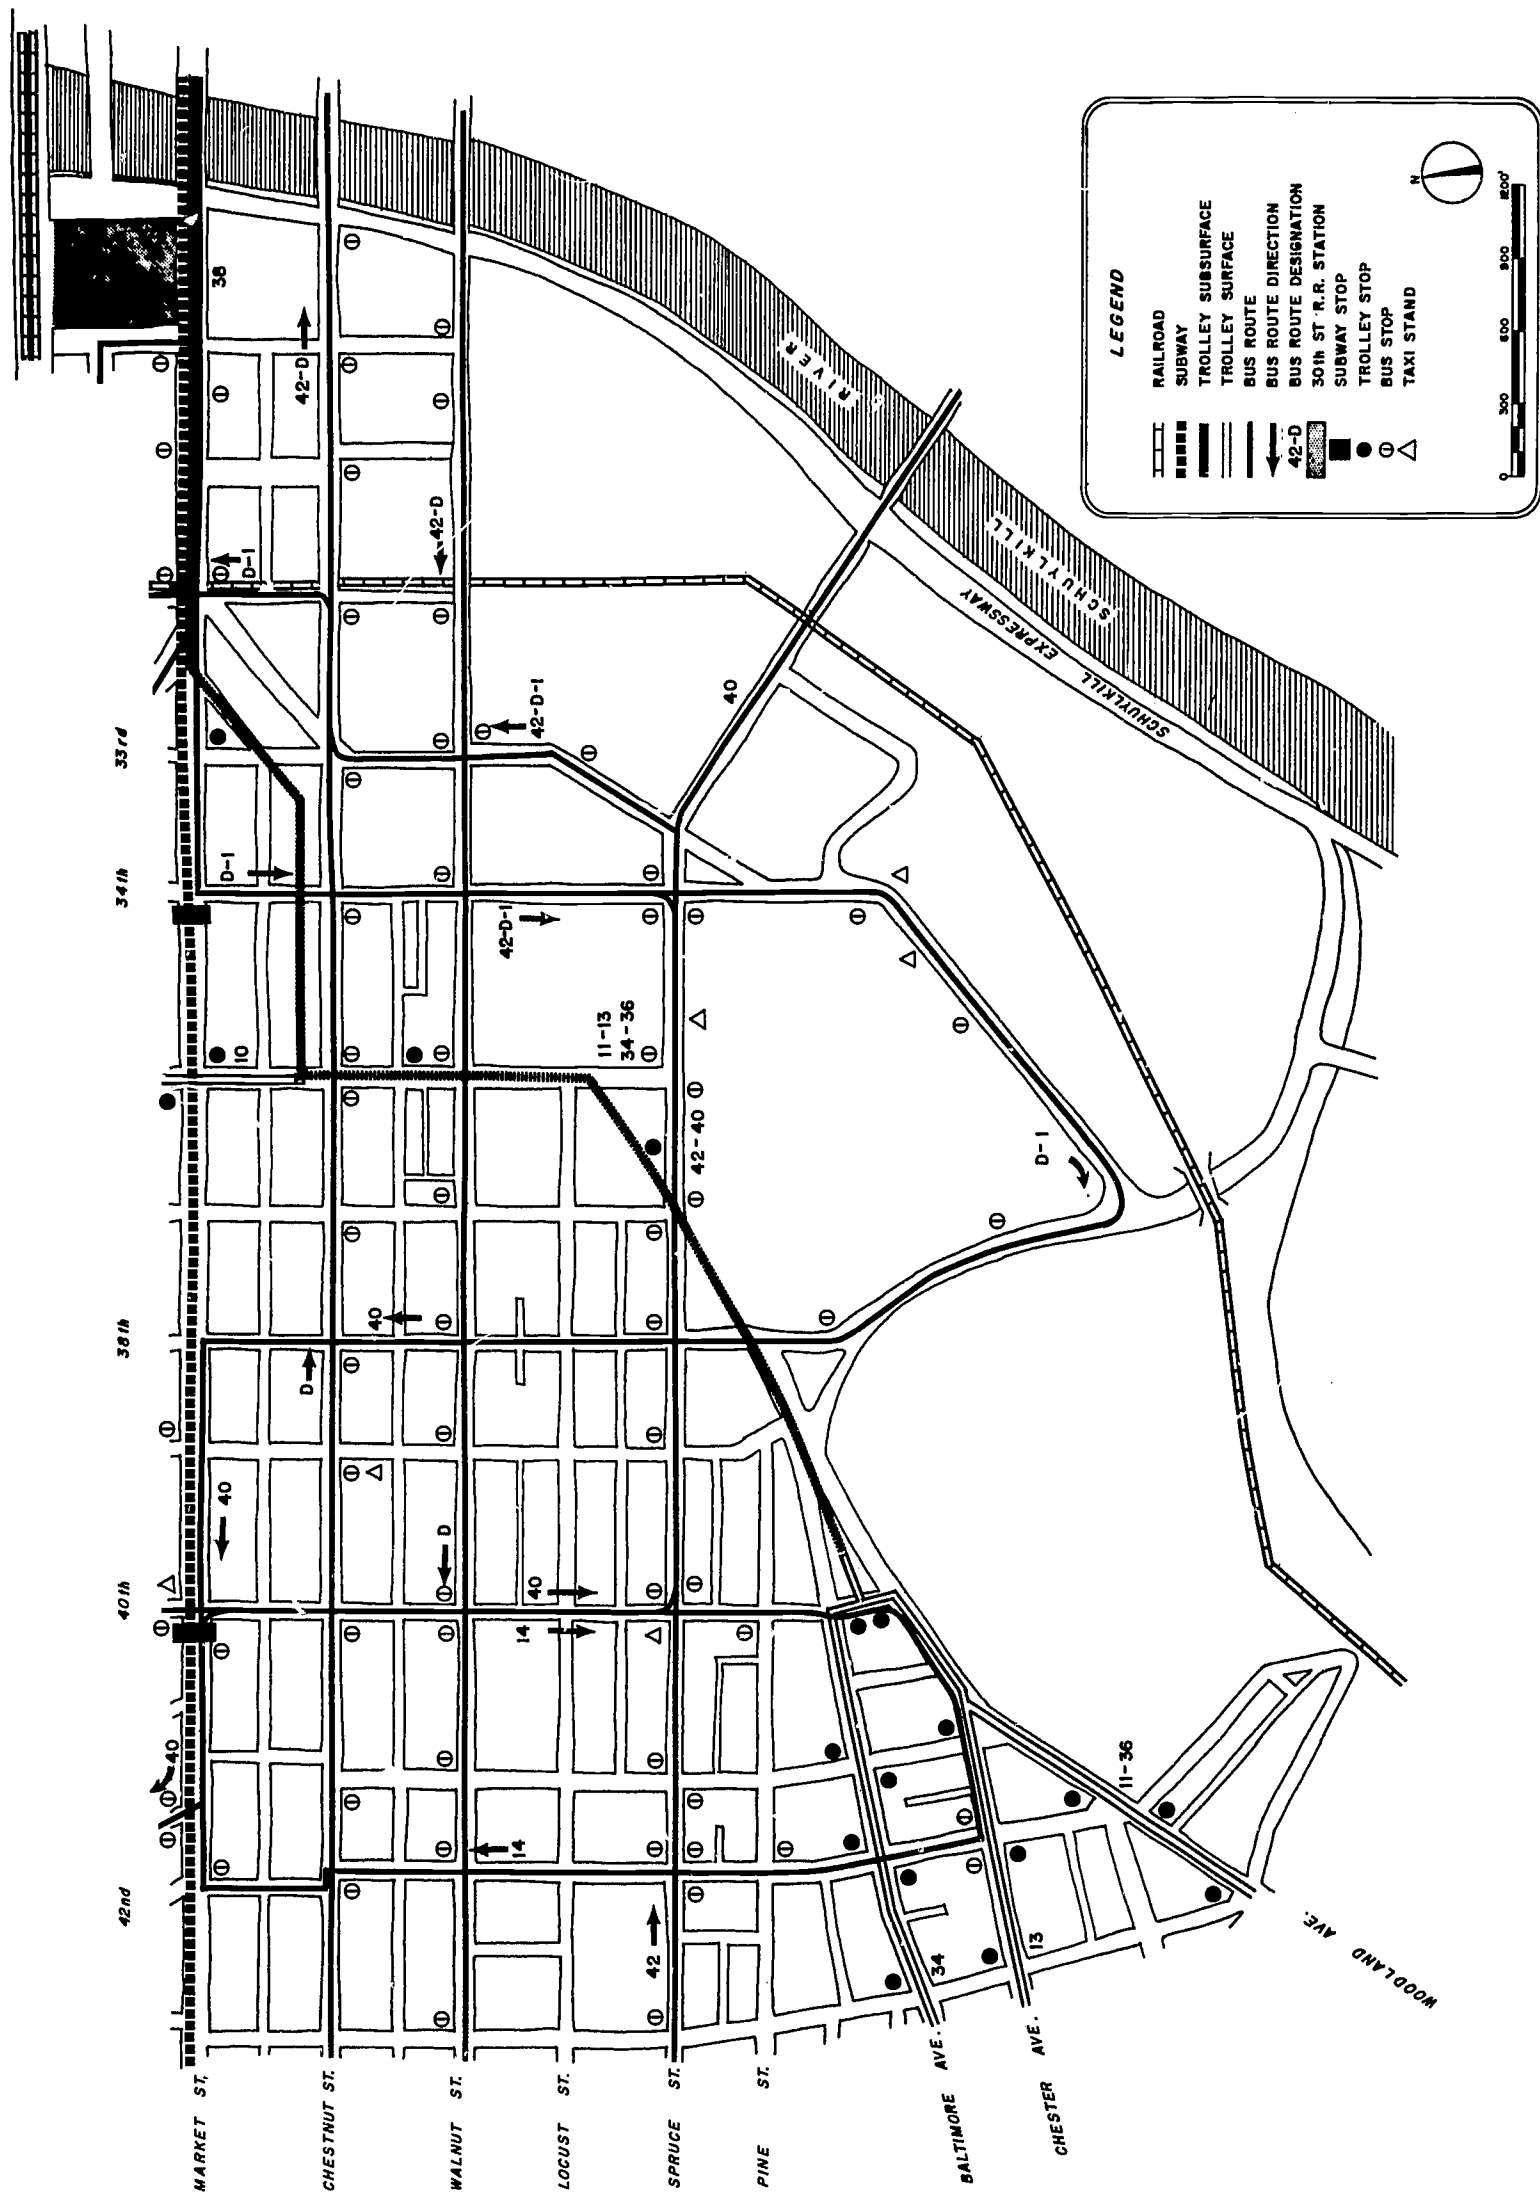 33rd
34th
38th
40th
42nd
38
42-D
D-1
42-D
42-D-1
40
D-1
42-D-1
10
11-13
34-36
42-40
D-1
40
D
40
D
40
14
40
14
42
11-36
34
13
RIVER
SCHUYLKILL
SCHUYLKILL EXPRESSWAY
MARKET ST.
CHESTNUT ST.
WALNUT ST.
LOCUST ST.
SPRUCE ST.
PINE ST.
BALTIMORE AVE.
CHESTER AVE.
WOODLAND AVE.
LEGEND
RAILROAD
SUBWAY
TROLLEY SUBSURFACE
TROLLEY SURFACE
BUS ROUTE
BUS ROUTE DIRECTION
42-D BUS ROUTE DESIGNATION
30th ST R.R. STATION
SUBWAY STOP
TROLLEY STOP
BUS STOP
TAXI STAND
N
0 300 600 900 1200'